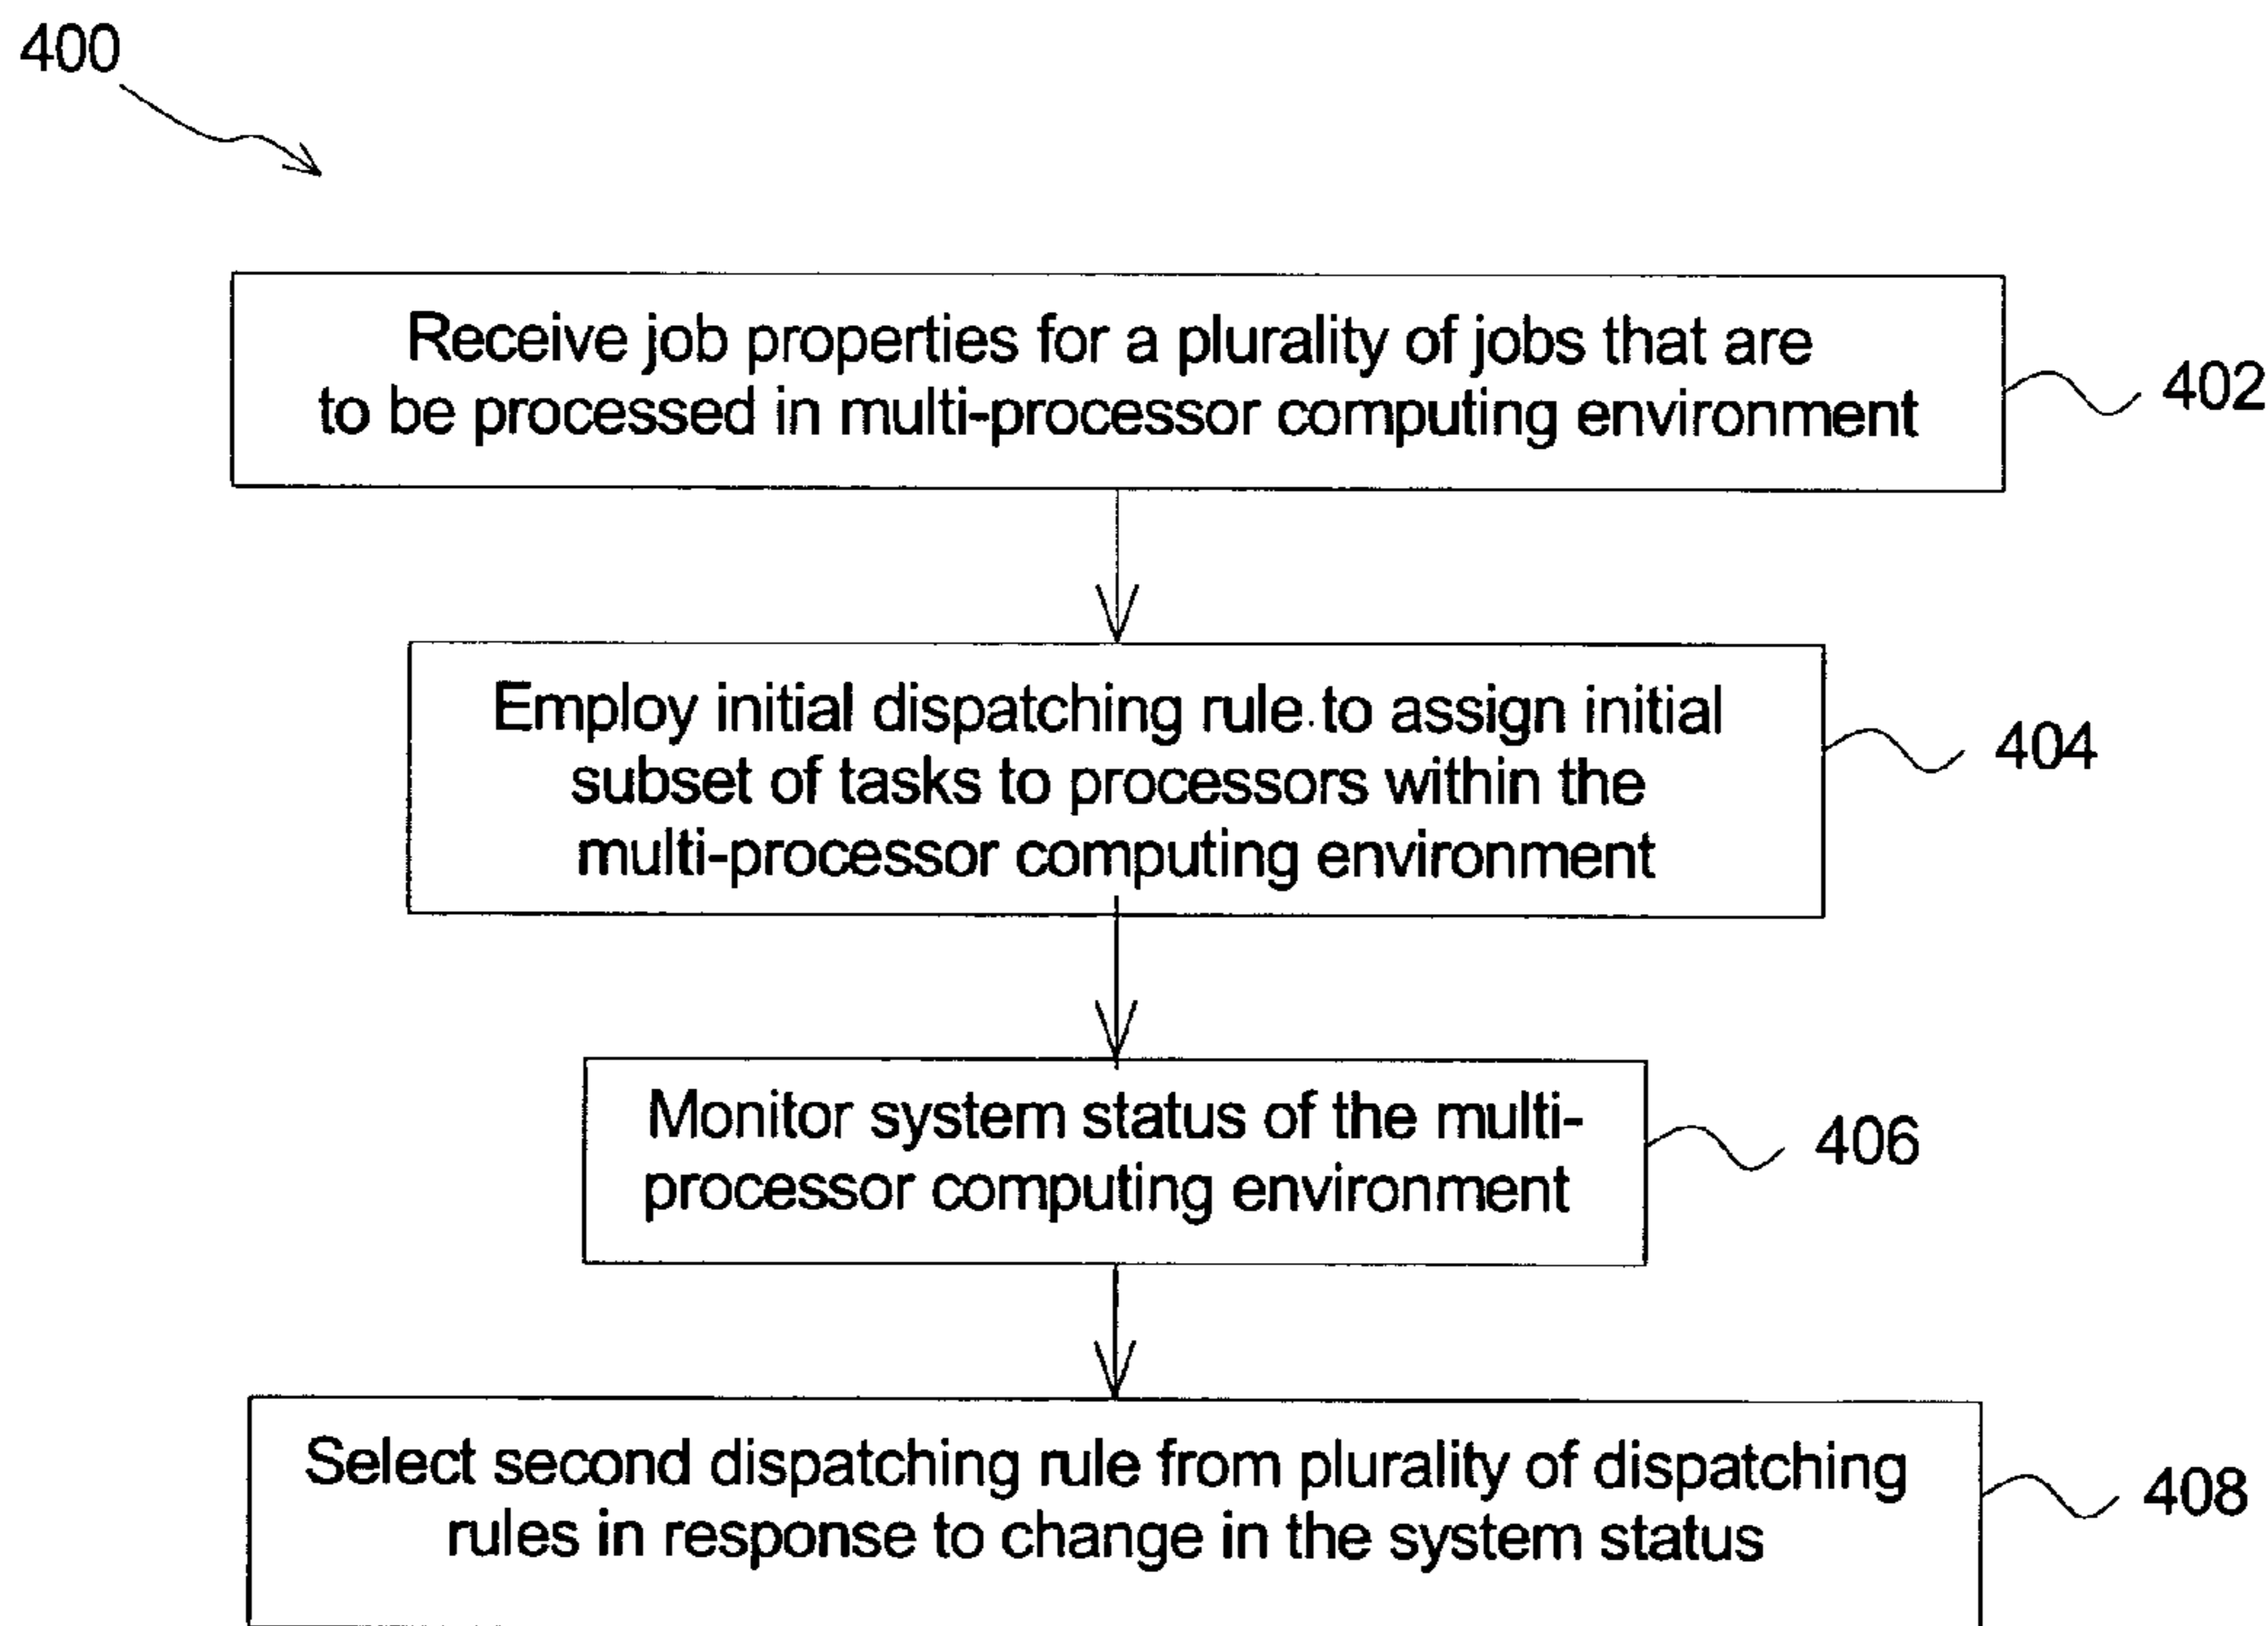 400
Receive job properties for a plurality of jobs that are
to be processed in multi-processor computing environment
402
Employ initial dispatching rule to assign initial
subset of tasks to processors within the
multi-processor computing environment
404
Monitor system status of the multi-
processor computing environment
406
Select second dispatching rule from plurality of dispatching
rules in response to change in the system status
408